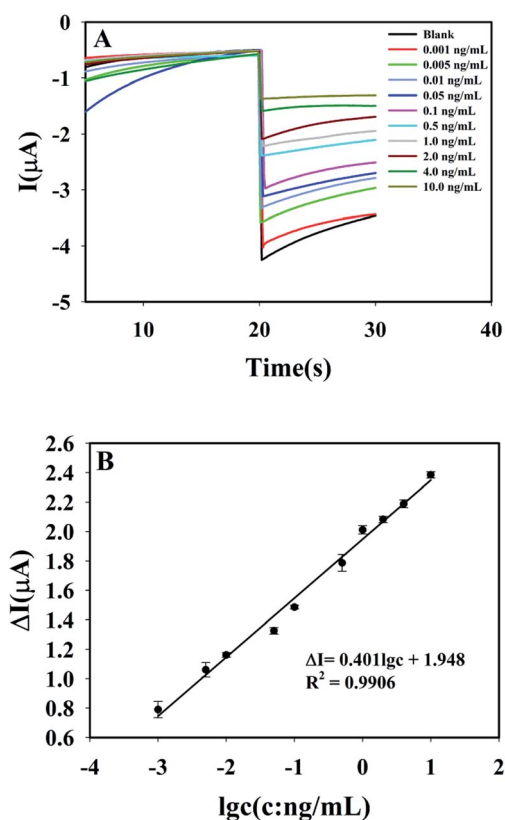 A
0
-1
-2
-3
-4
-5
I(μA)
10
20
30
40
Time(s)
Blank
0.001 ng/mL
0.005 ng/mL
0.01 ng/mL
0.05 ng/mL
0.1 ng/mL
0.5 ng/mL
1.0 ng/mL
2.0 ng/mL
4.0 ng/mL
10.0 ng/mL
B
2.6
2.4
2.2
2.0
1.8
1.6
1.4
1.2
1.0
0.8
0.6
ΔI(μA)
ΔI= 0.401lgc + 1.948
R² = 0.9906
-4
-3
-2
-1
0
1
2
lgc(c:ng/mL)